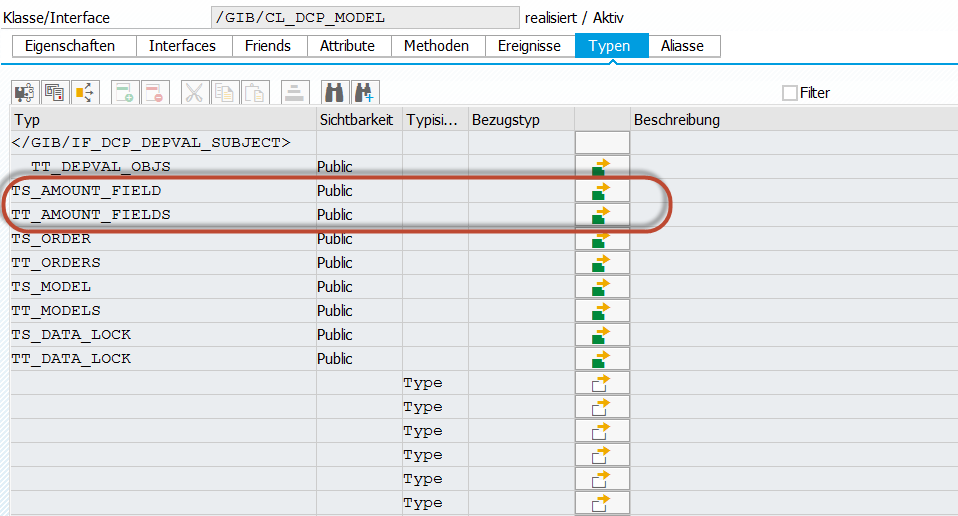 Klasse/Interface /GIB/CL_DCP_MODEL realisiert / Aktiv
Eigenschaften Interfaces Friends Attribute Methoden Ereignisse Typen Aliasse
Filter
Typ Sichtbarkeit Typisi... Bezugstyp Beschreibung
</GIB/IF_DCP_DEPVAL_SUBJECT>
TT_DEPVAL_OBJS Public
TS_AMOUNT_FIELD Public
TT_AMOUNT_FIELDS Public
TS_ORDER Public
TT_ORDERS Public
TS_MODEL Public
TT_MODELS Public
TS_DATA_LOCK Public
TT_DATA_LOCK Public
Type
Type
Type
Type
Type
Type